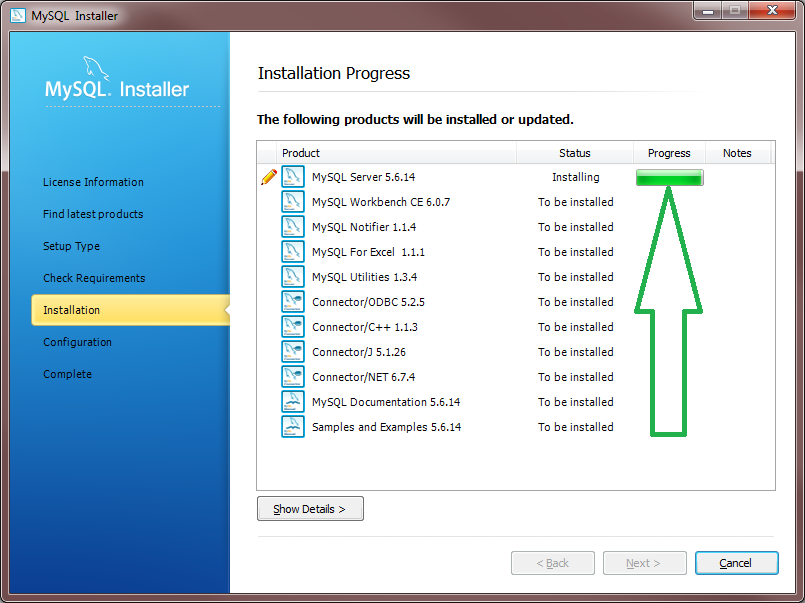 MySQL Installer
MySQL. Installer
License Information
Find latest products
Setup Type
Check Requirements
Installation
Configuration
Complete
Installation Progress
The following products will be installed or updated.
Product Status Progress Notes
MySQL Server 5.6.14 Installing
MySQL Workbench CE 6.0.7 To be installed
MySQL Notifier 1.1.4 To be installed
MySQL For Excel 1.1.1 To be installed
MySQL Utilities 1.3.4 To be installed
Connector/ODBC 5.2.5 To be installed
Connector/C++ 1.1.3 To be installed
Connector/J 5.1.26 To be installed
Connector/NET 6.7.4 To be installed
MySQL Documentation 5.6.14 To be installed
Samples and Examples 5.6.14 To be installed
Show Details >
< Back Next > Cancel